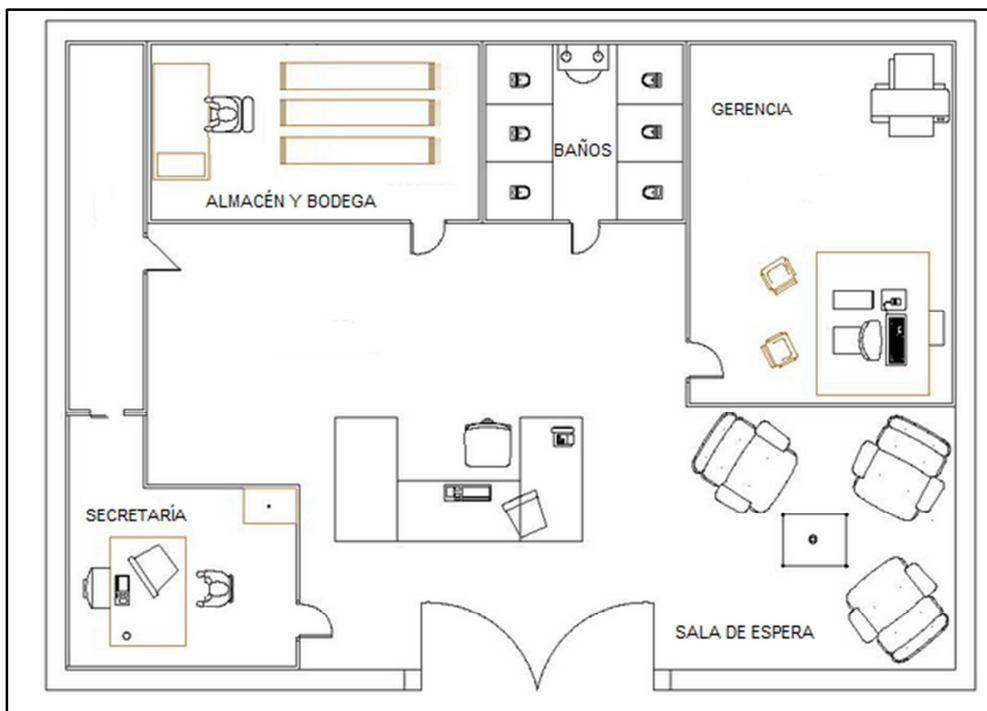 GERENCIA
BAÑOS
ALMACÉN Y BODEGA
SECRETARÍA
SALA DE ESPERA